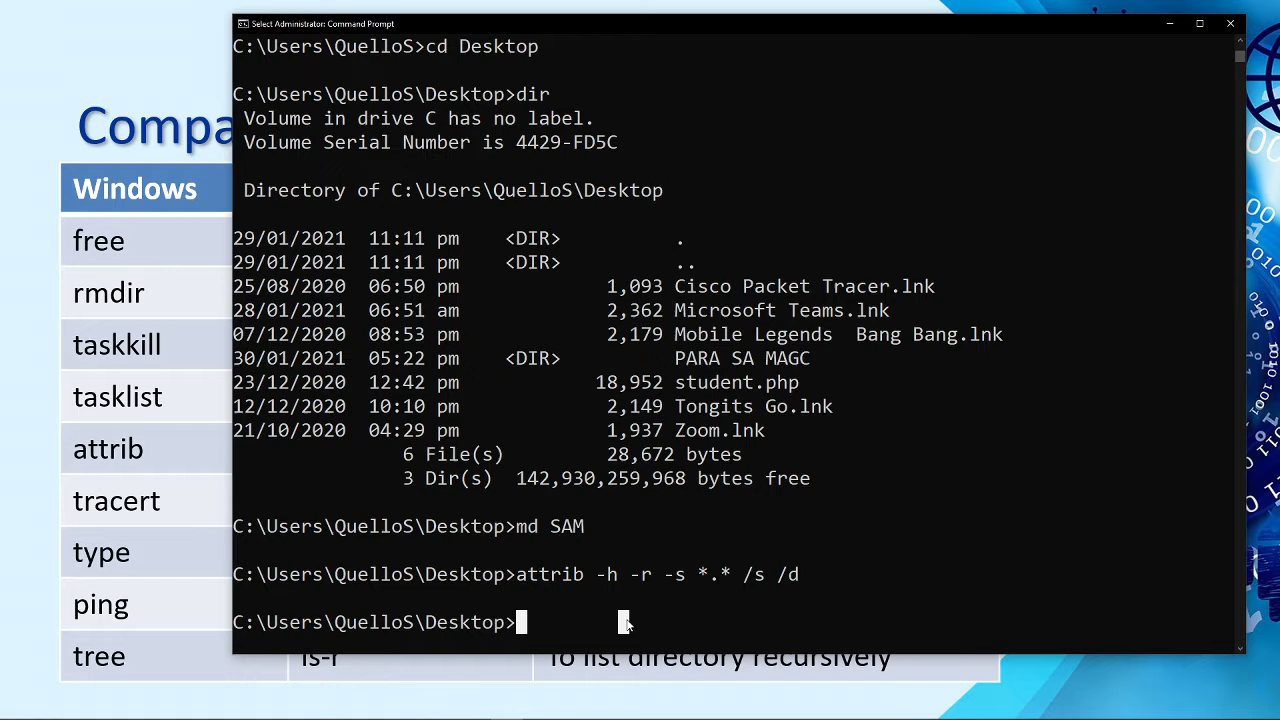 Select Administrator: Command Prompt
C:\Users\QuelloS>cd Desktop
C:\Users\QuelloS\Desktop>dir
Volume in drive C has no label.
Volume Serial Number is 4429-FD5C
Directory of C:\Users\QuelloS\Desktop
29/01/2021 11:11 pm <DIR> .
29/01/2021 11:11 pm <DIR> ..
25/08/2020 06:50 pm 1,093 Cisco Packet Tracer.lnk
28/01/2021 06:51 am 2,362 Microsoft Teams.lnk
07/12/2020 08:53 pm 2,179 Mobile Legends  Bang Bang.lnk
30/01/2021 05:22 pm <DIR> PARA SA MAGC
23/12/2020 12:42 pm 18,952 student.php
12/12/2020 10:10 pm 2,149 Tongits Go.lnk
21/10/2020 04:29 pm 1,937 Zoom.lnk
6 File(s) 28,672 bytes
3 Dir(s) 142,930,259,968 bytes free
C:\Users\QuelloS\Desktop>md SAM
C:\Users\QuelloS\Desktop>attrib -h -r -s *.* /s /d
C:\Users\QuelloS\Desktop>
Compa
Windows
free
rmdir
taskkill
tasklist
attrib
tracert
type
ping
tree ls-r To list directory recursively